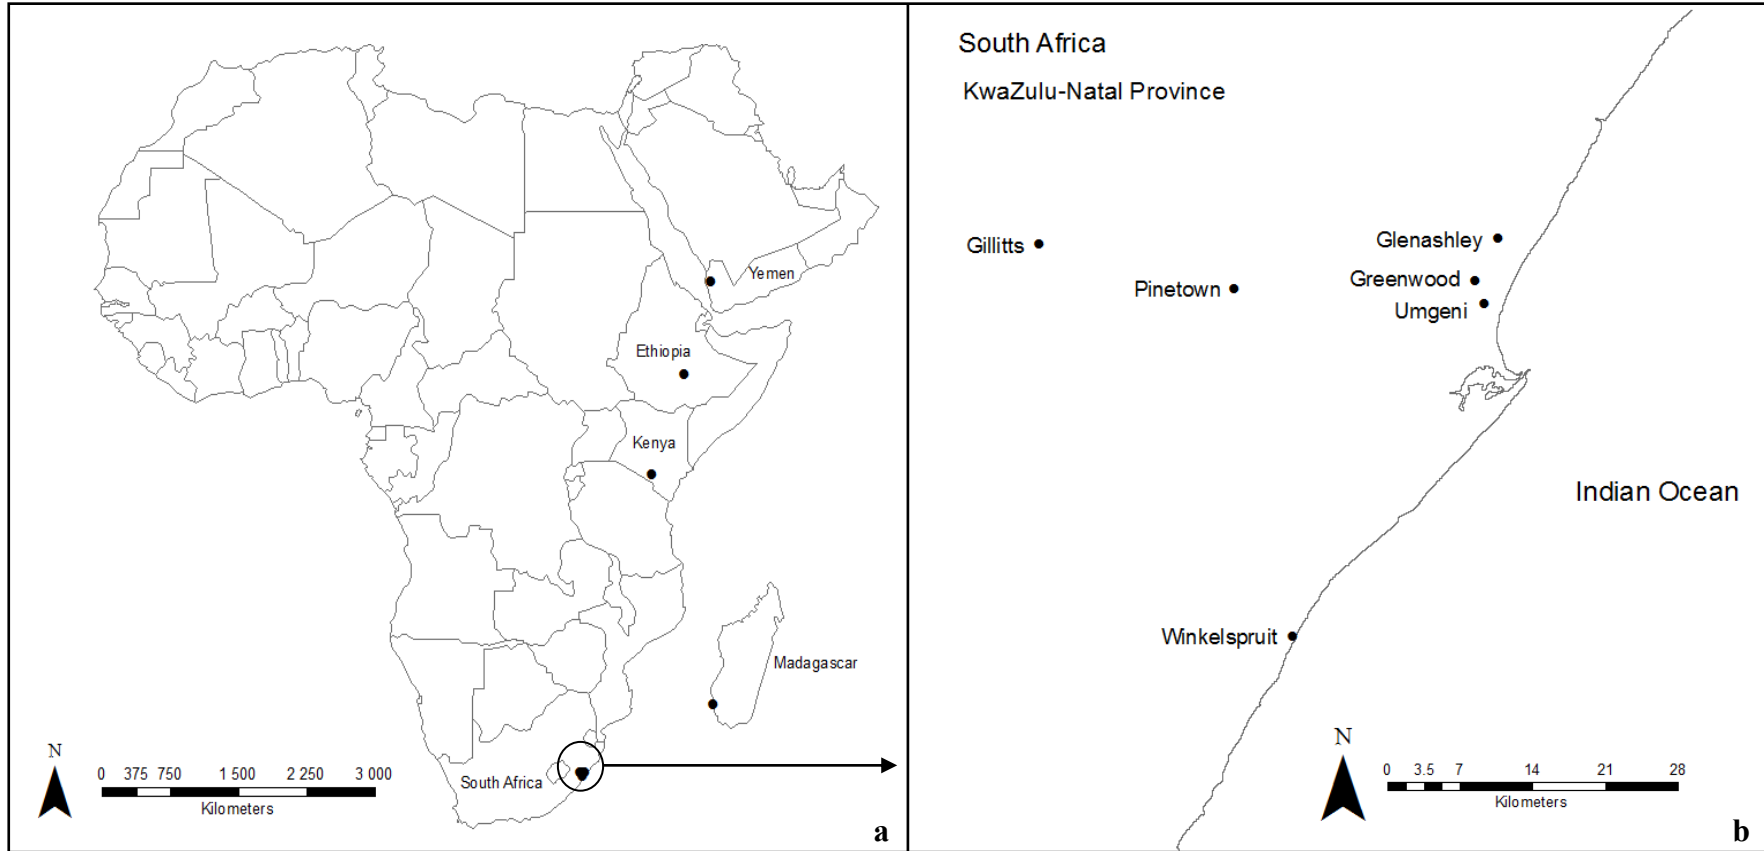 Yemen
Ethiopia
Kenya
Madagascar
South Africa
N
0 375 750 1 500 2 250 3 000
Kilometers
a
South Africa
KwaZulu-Natal Province
Gillitts
Glenashley
Pinetown
Greenwood
Umgeni
Indian Ocean
Winkelspruit
N
0 3.5 7 14 21 28
Kilometers
b